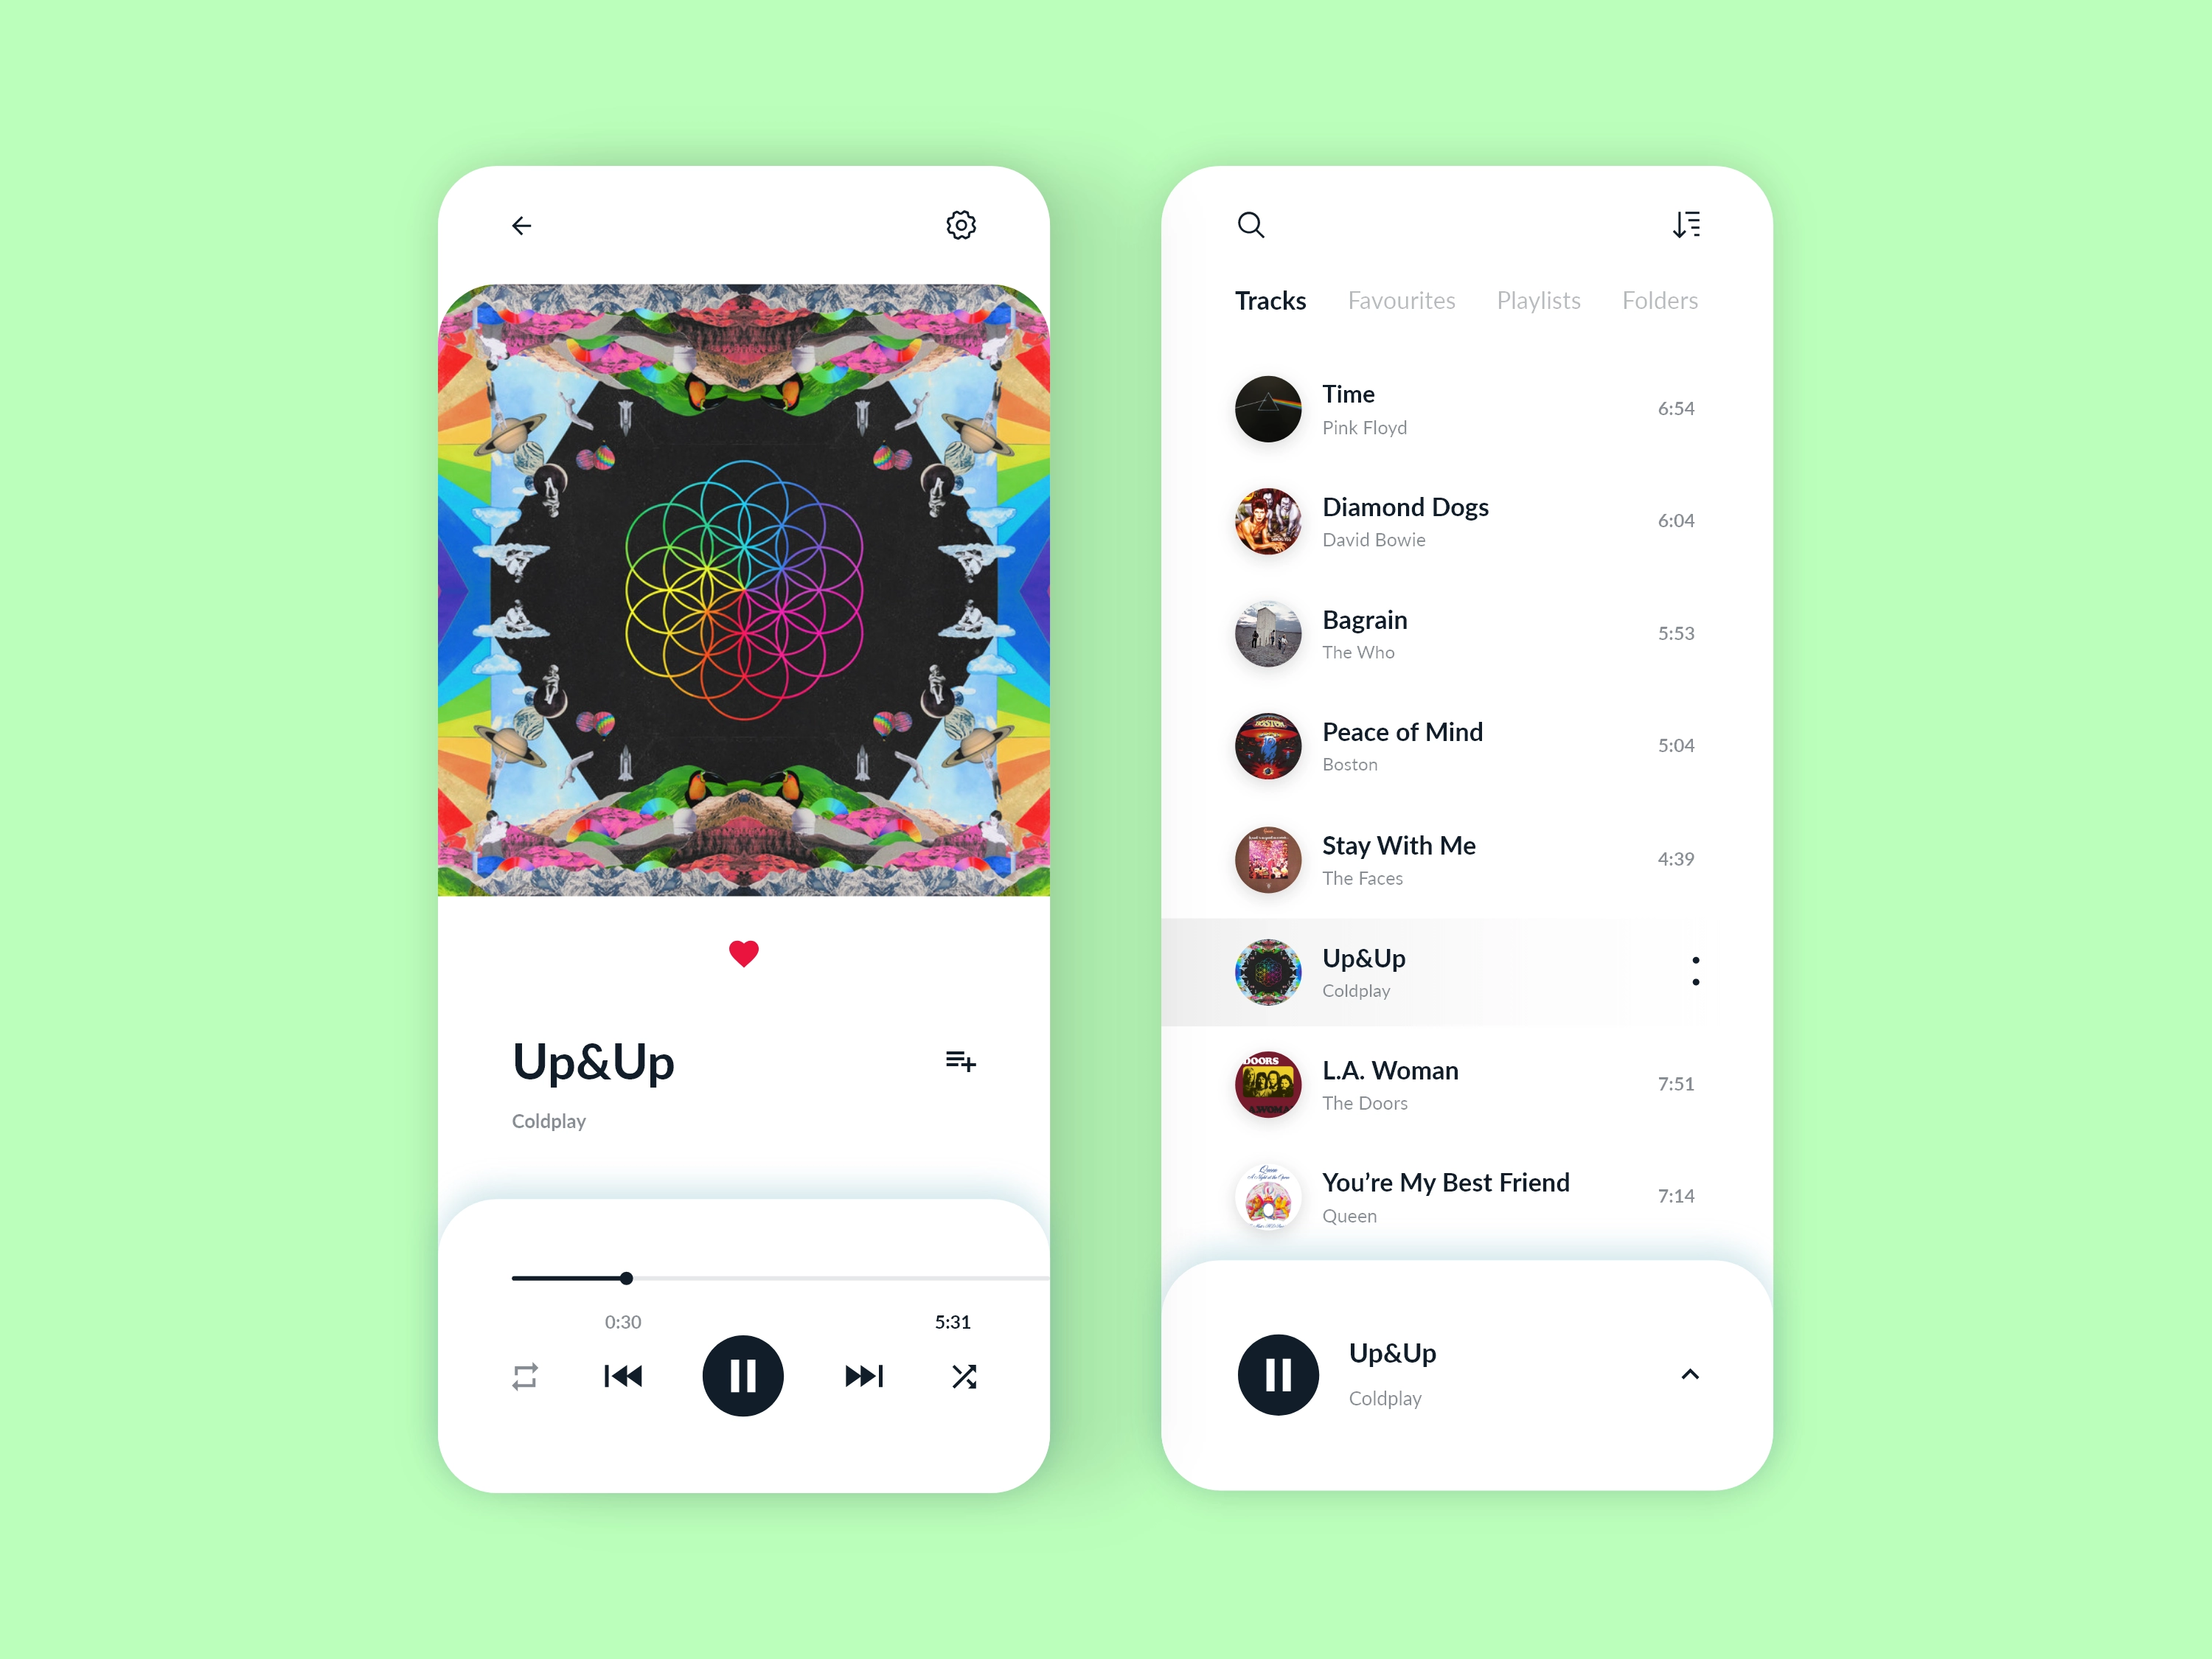 Up&Up
Coldplay
0:30
5:31
Tracks Favourites Playlists Folders
Time
Pink Floyd
6:54
Diamond Dogs
David Bowie
6:04
Bagrain
The Who
5:53
Peace of Mind
Boston
5:04
Stay With Me
The Faces
4:39
Up&Up
Coldplay
L.A. Woman
The Doors
7:51
DOORS
You’re My Best Friend
Queen
7:14
Queen
Up&Up
Coldplay